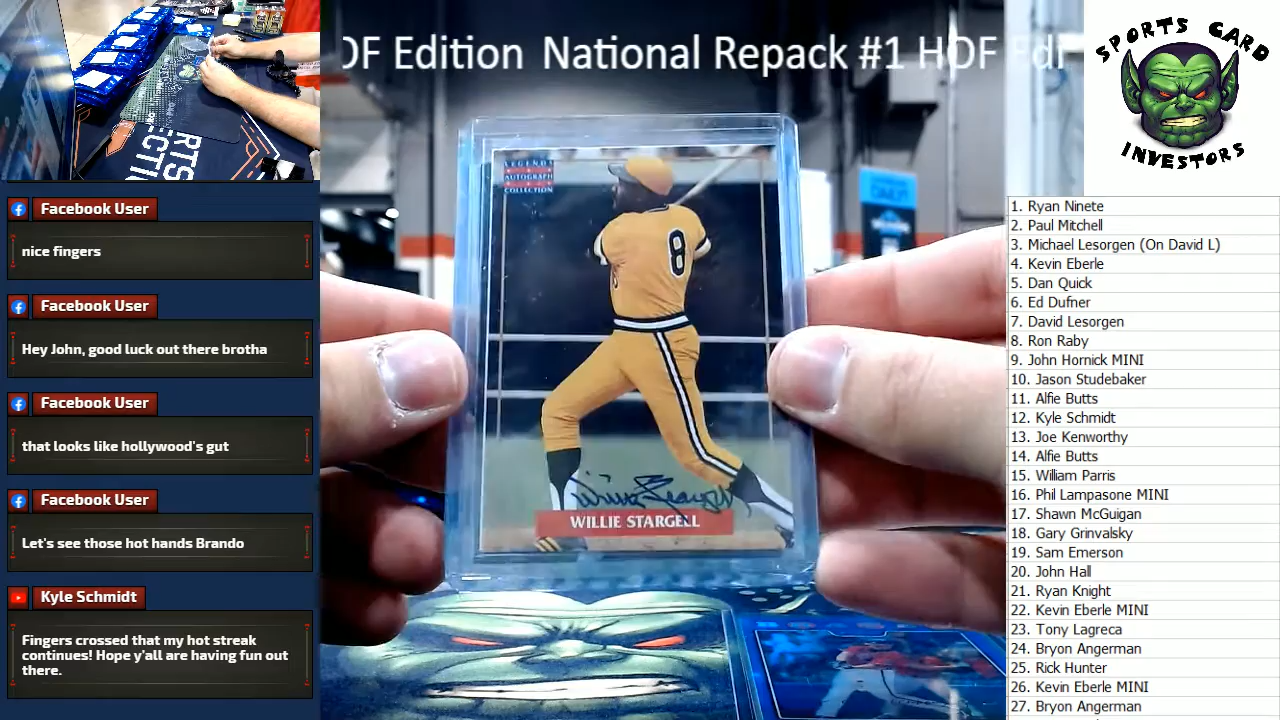 OF Edition National Repack #1 HOF Edi
SPORTS CARD
INVESTORS
Facebook User
nice fingers
Facebook User
Hey John, good luck out there brotha
Facebook User
that looks like hollywood's gut
Facebook User
Let's see those hot hands Brando
Kyle Schmidt
Fingers crossed that my hot streak
continues! Hope y'all are having fun out
there.
LEGENDS
AUTOGRAPH
COLLECTION
8
Willie Stargell
WILLIE STARGELL
1. Ryan Ninete
2. Paul Mitchell
3. Michael Lesorgen (On David L)
4. Kevin Eberle
5. Dan Quick
6. Ed Dufner
7. David Lesorgen
8. Ron Raby
9. John Hornick MINI
10. Jason Studebaker
11. Alfie Butts
12. Kyle Schmidt
13. Joe Kenworthy
14. Alfie Butts
15. William Parris
16. Phil Lampasone MINI
17. Shawn McGuigan
18. Gary Grinvalsky
19. Sam Emerson
20. John Hall
21. Ryan Knight
22. Kevin Eberle MINI
23. Tony Lagreca
24. Bryon Angerman
25. Rick Hunter
26. Kevin Eberle MINI
27. Bryon Angerman